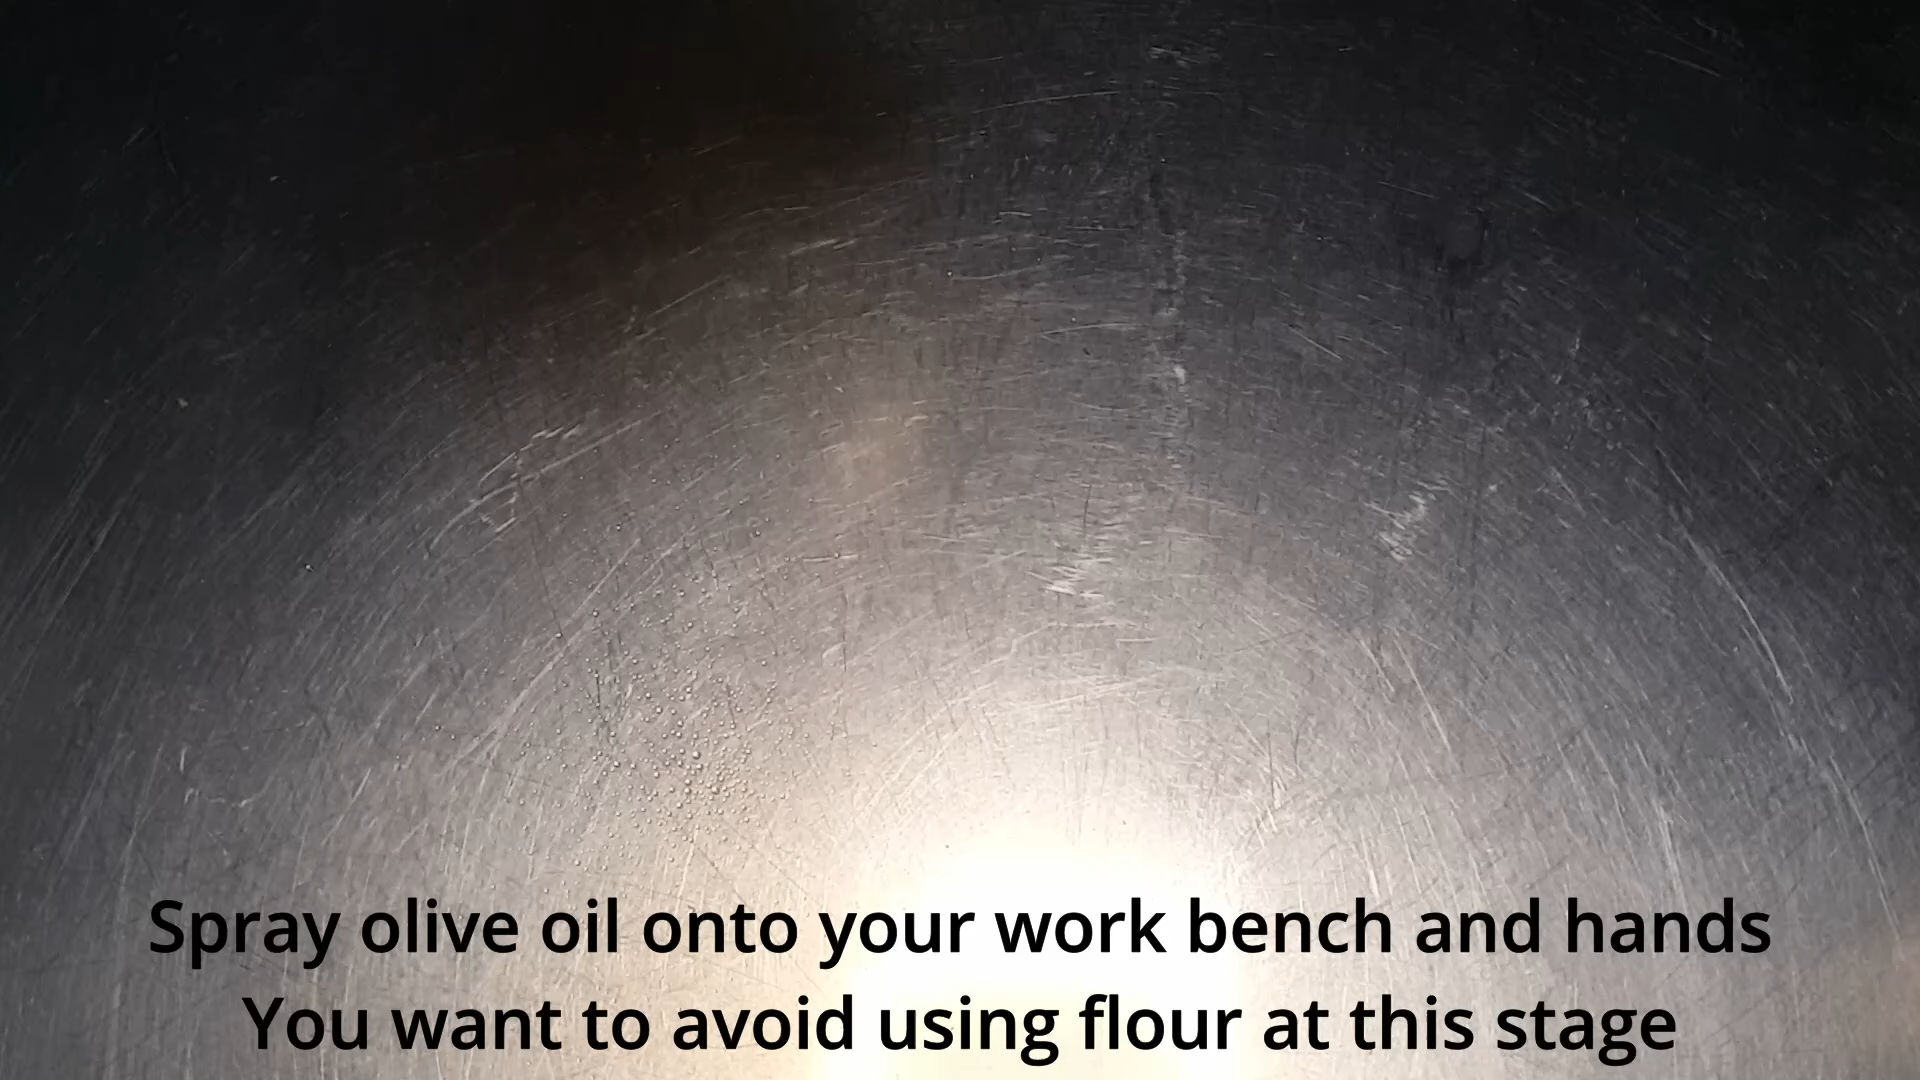 Spray olive oil onto your work bench and hands
You want to avoid using flour at this stage